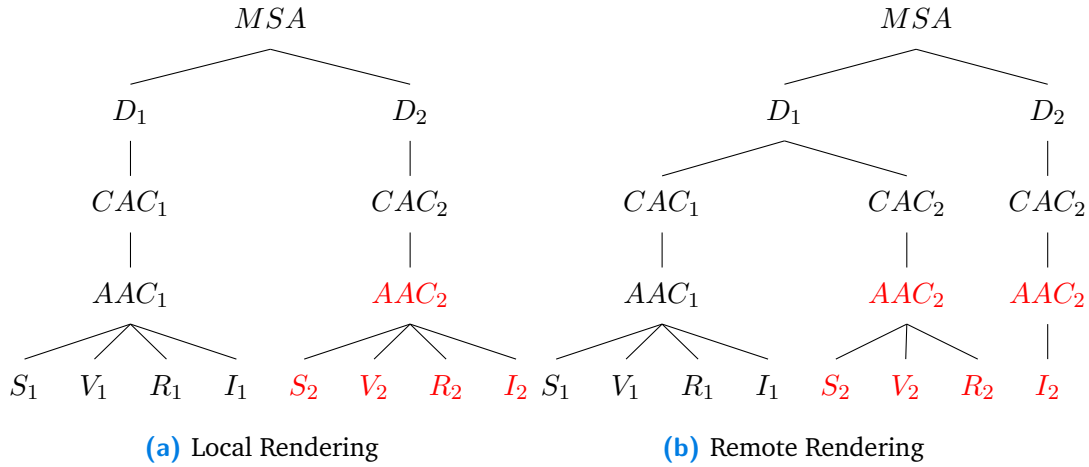 MSA MSA
D₁ D₂ D₁ D₂
CAC₁ CAC₂ CAC₁ CAC₂ CAC₂
AAC₁ AAC₂ AAC₁ AAC₂ AAC₂
S₁ V₁ R₁ I₁ S₂ V₂ R₂ I₂ S₁ V₁ R₁ I₁ S₂ V₂ R₂ I₂
(a) Local Rendering (b) Remote Rendering